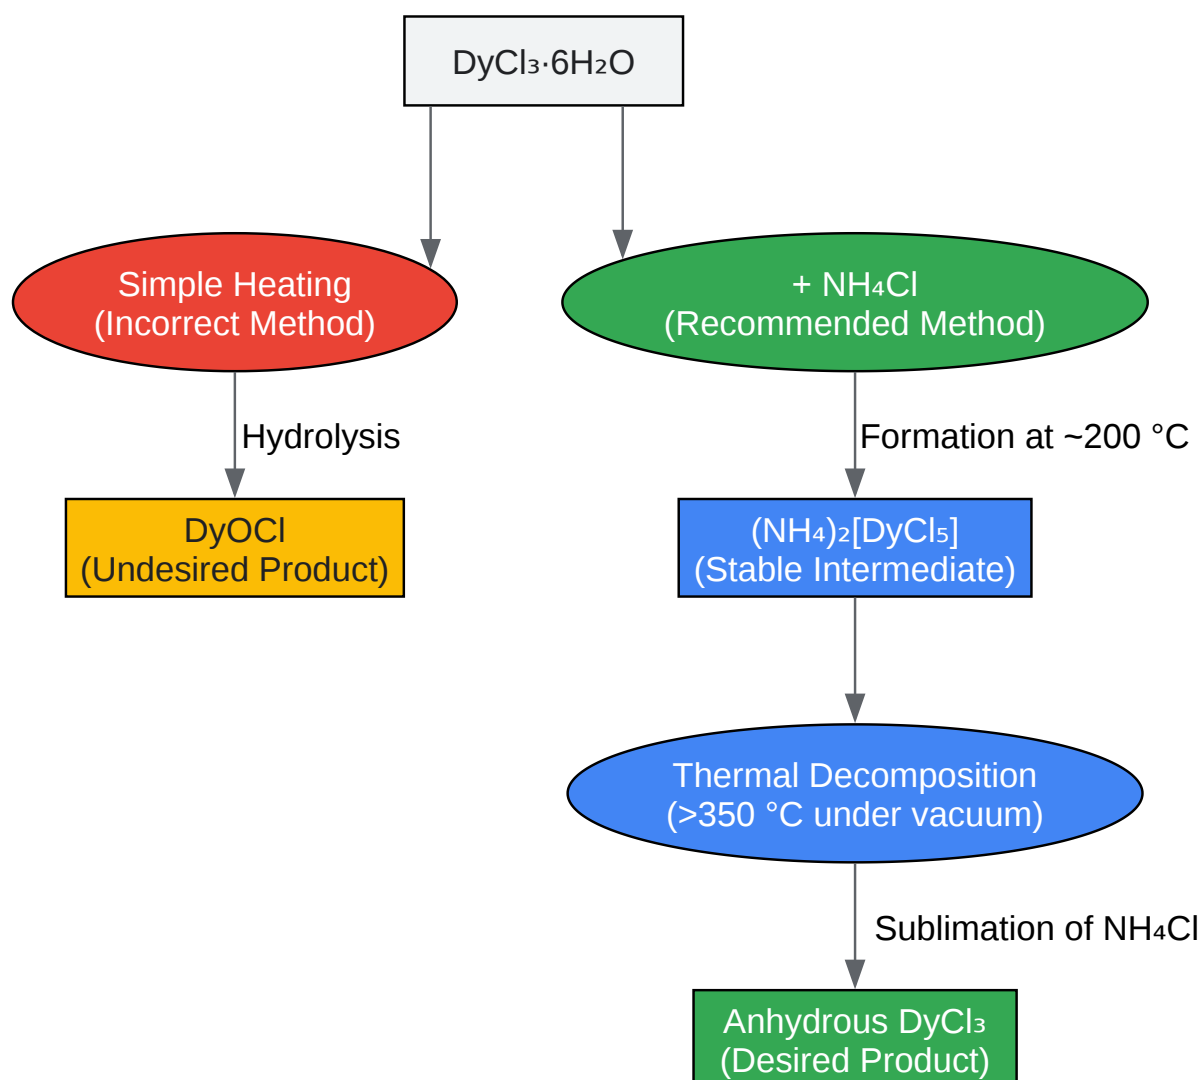 DyCl₃·6H₂O
Simple Heating
(Incorrect Method)
+ NH₄Cl
(Recommended Method)
Hydrolysis
Formation at ~200 °C
DyOCl
(Undesired Product)
(NH₄)₂[DyCl₅]
(Stable Intermediate)
Thermal Decomposition
(>350 °C under vacuum)
Sublimation of NH₄Cl
Anhydrous DyCl₃
(Desired Product)